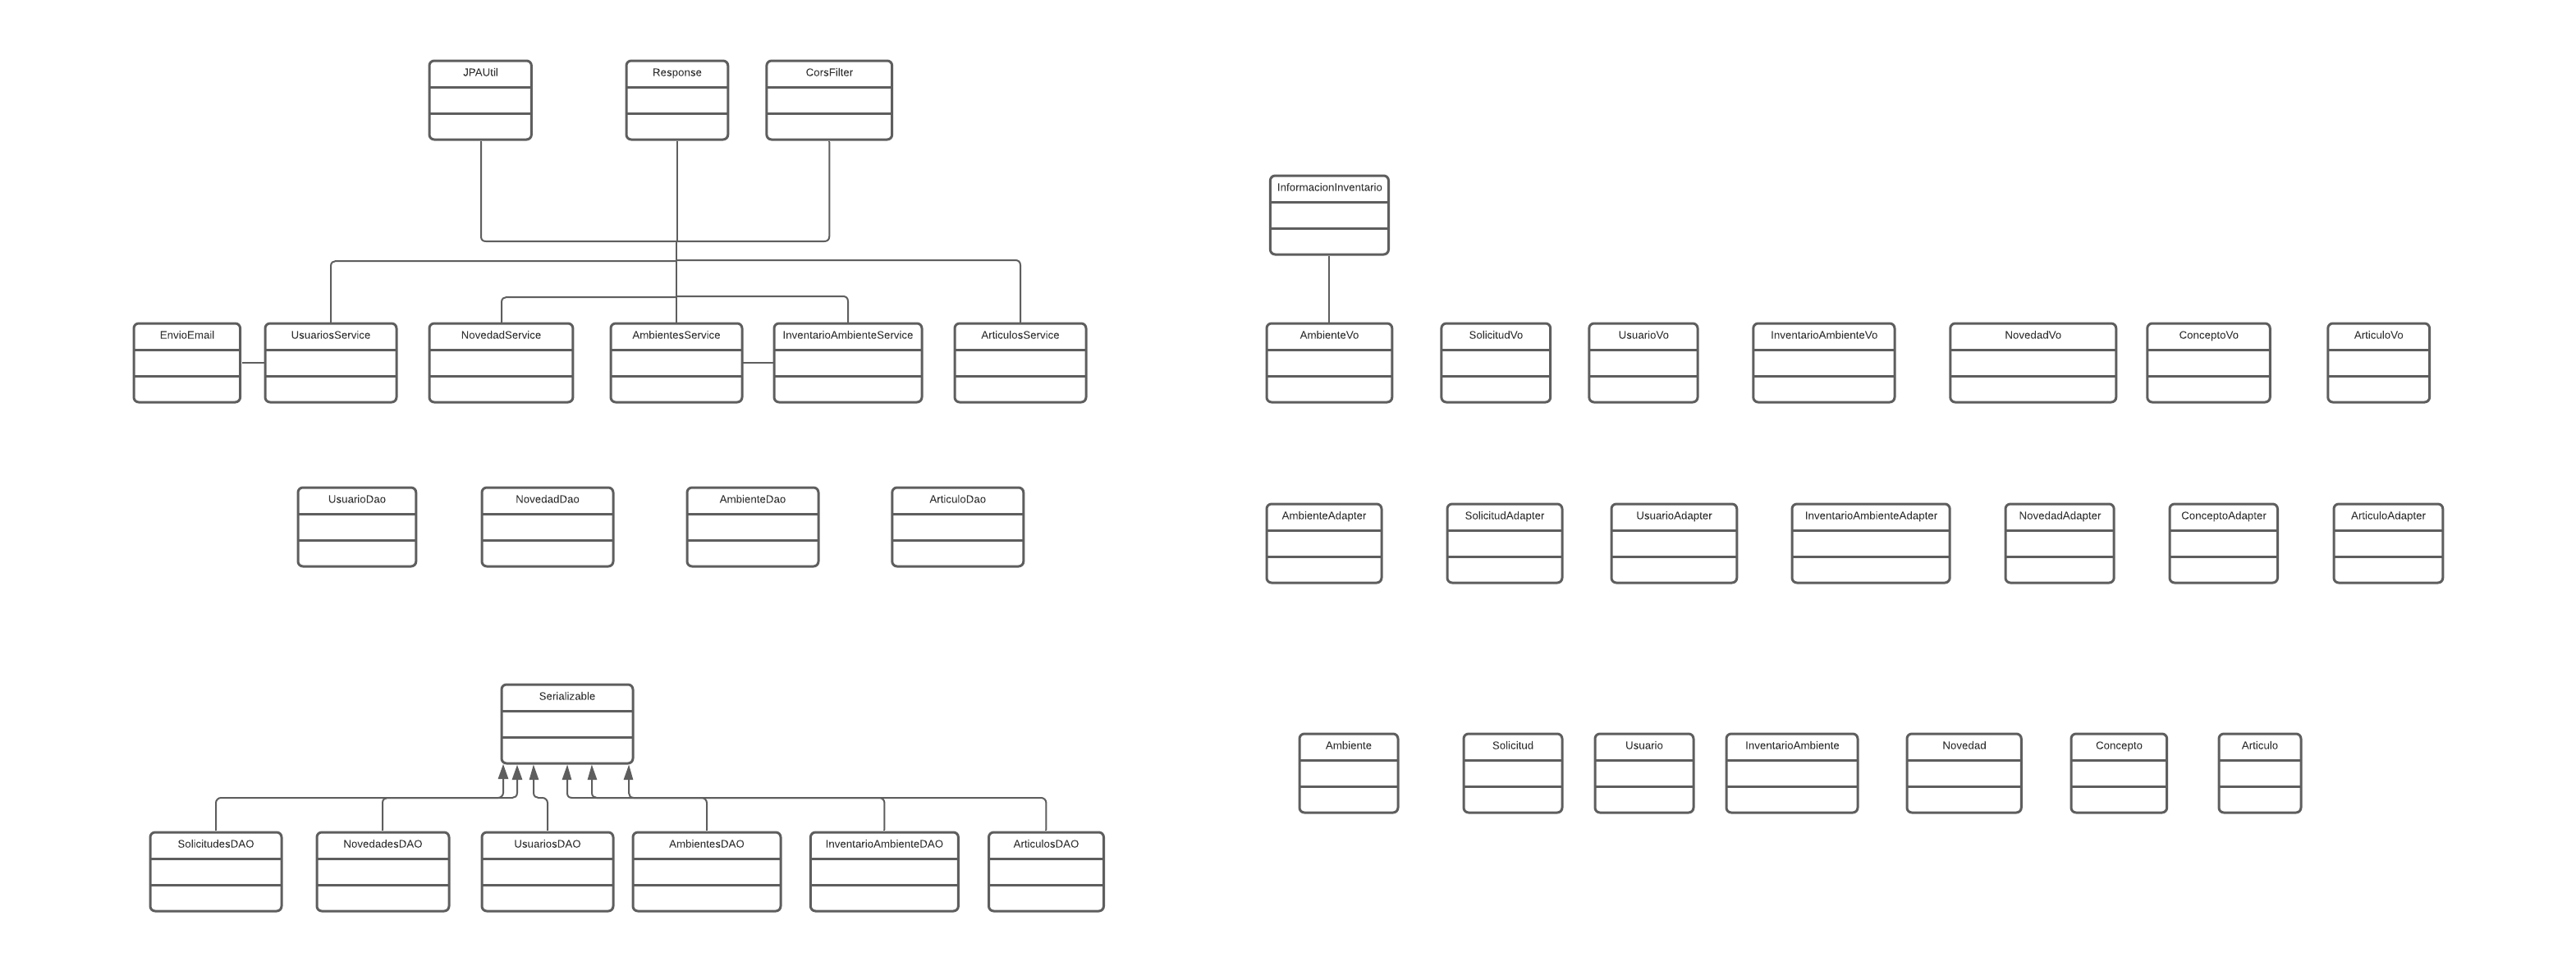 JPAUtil
Response
CorsFilter
InformacionInventario
EnvioEmail
UsuariosService
NovedadService
AmbientesService
InventarioAmbienteService
ArticulosService
AmbienteVo
SolicitudVo
UsuarioVo
InventarioAmbienteVo
NovedadVo
ConceptoVo
ArticuloVo
UsuarioDao
NovedadDao
AmbienteDao
ArticuloDao
AmbienteAdapter
SolicitudAdapter
UsuarioAdapter
InventarioAmbienteAdapter
NovedadAdapter
ConceptoAdapter
ArticuloAdapter
Serializable
Ambiente
Solicitud
Usuario
InventarioAmbiente
Novedad
Concepto
Articulo
SolicitudesDAO
NovedadesDAO
UsuariosDAO
AmbientesDAO
InventarioAmbienteDAO
ArticulosDAO